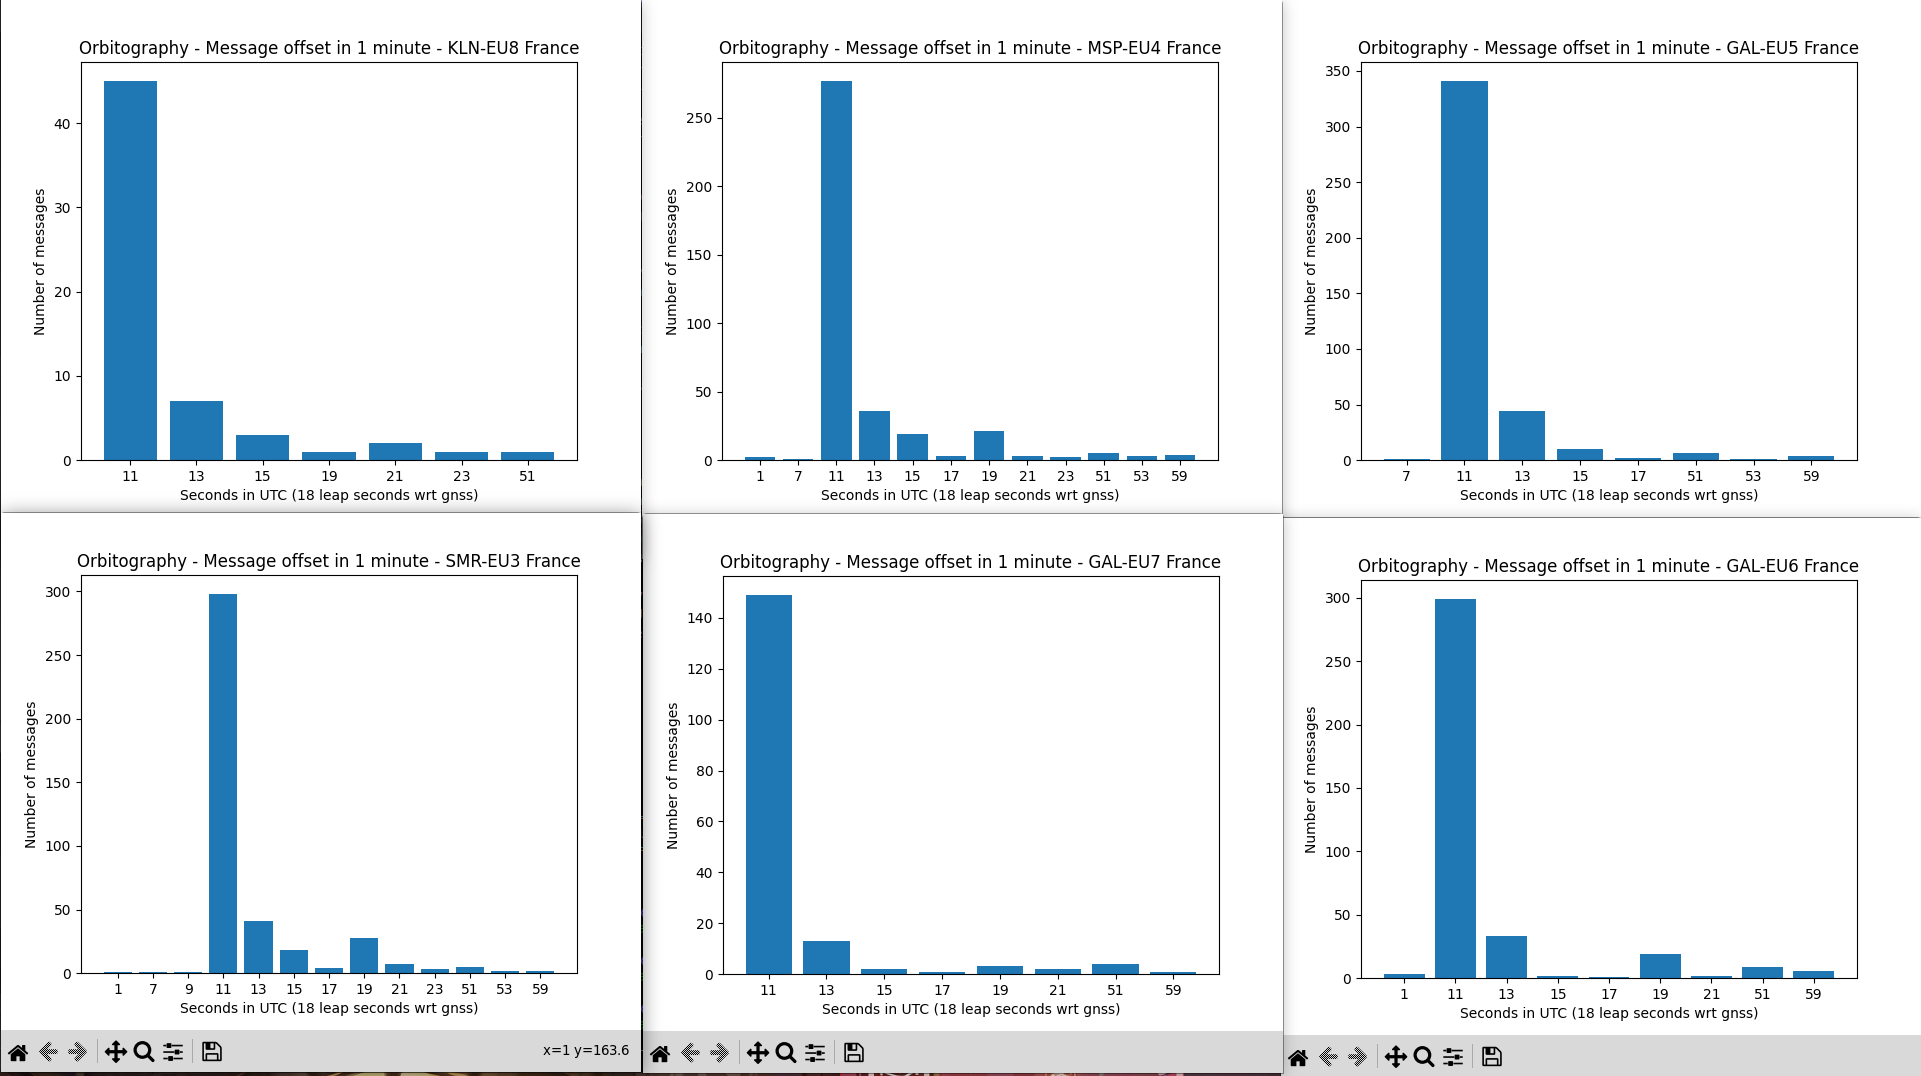 Orbitography - Message offset in 1 minute - KLN-EU8 France
Number of messages
40
30
20
10
0
11 13 15 19 21 23 51
Seconds in UTC (18 leap seconds wrt gnss)
Orbitography - Message offset in 1 minute - MSP-EU4 France
Number of messages
250
200
150
100
50
0
1 7 11 13 15 17 19 21 23 51 53 59
Seconds in UTC (18 leap seconds wrt gnss)
Orbitography - Message offset in 1 minute - GAL-EU5 France
Number of messages
350
300
250
200
150
100
50
0
7 11 13 15 17 51 53 59
Seconds in UTC (18 leap seconds wrt gnss)
Orbitography - Message offset in 1 minute - SMR-EU3 France
Number of messages
300
250
200
150
100
50
0
1 7 9 11 13 15 17 19 21 23 51 53 59
Seconds in UTC (18 leap seconds wrt gnss)
x=1 y=163.6
Orbitography - Message offset in 1 minute - GAL-EU7 France
Number of messages
140
120
100
80
60
40
20
0
11 13 15 17 19 21 51 59
Seconds in UTC (18 leap seconds wrt gnss)
Orbitography - Message offset in 1 minute - GAL-EU6 France
Number of messages
300
250
200
150
100
50
0
1 11 13 15 17 19 21 51 59
Seconds in UTC (18 leap seconds wrt gnss)